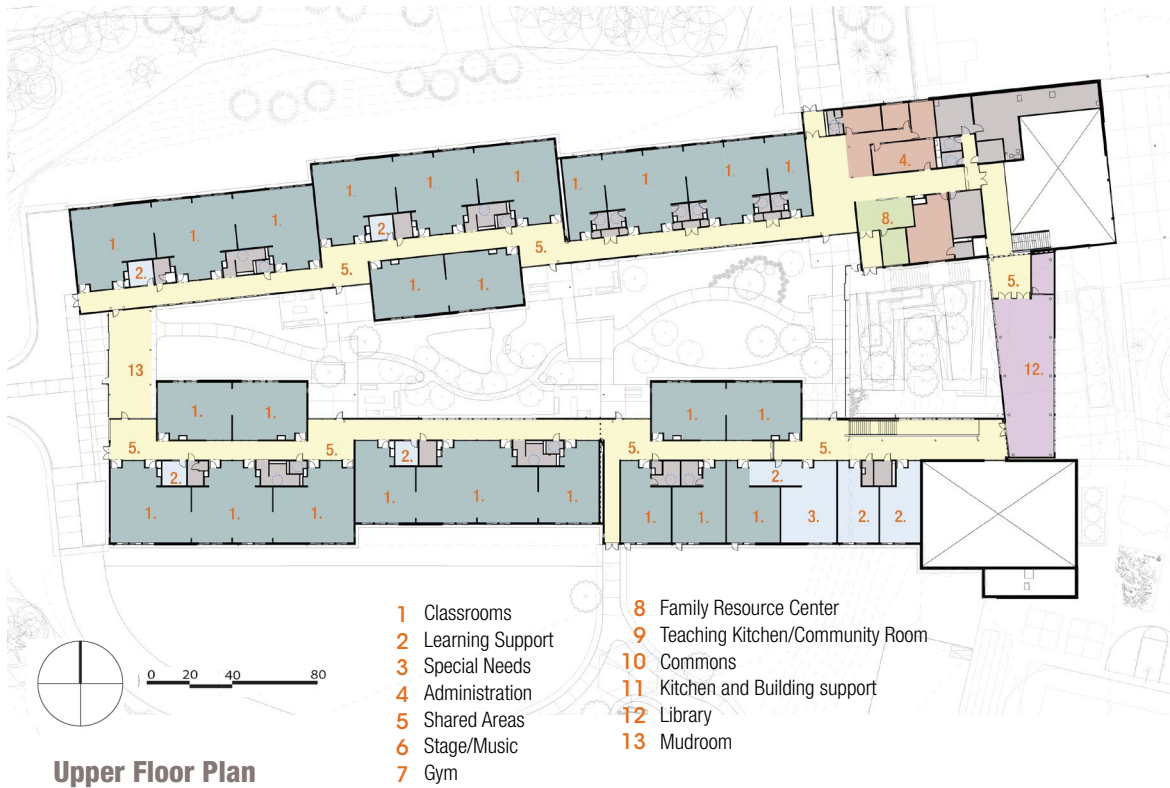 4.
1.
1.
1.
1.
1.
1.
1.
8.
1.
1.
1.
2.
5.
2.
5.
1.
1.
5.
13
12.
1.
1.
1.
1.
5.
5.
5.
5.
2.
2.
2.
1.
1.
1.
1.
1.
1.
1.
1.
1.
3.
2.
2.
0 20 40 80
Upper Floor Plan
1 Classrooms
2 Learning Support
3 Special Needs
4 Administration
5 Shared Areas
6 Stage/Music
7 Gym
8 Family Resource Center
9 Teaching Kitchen/Community Room
10 Commons
11 Kitchen and Building support
12 Library
13 Mudroom